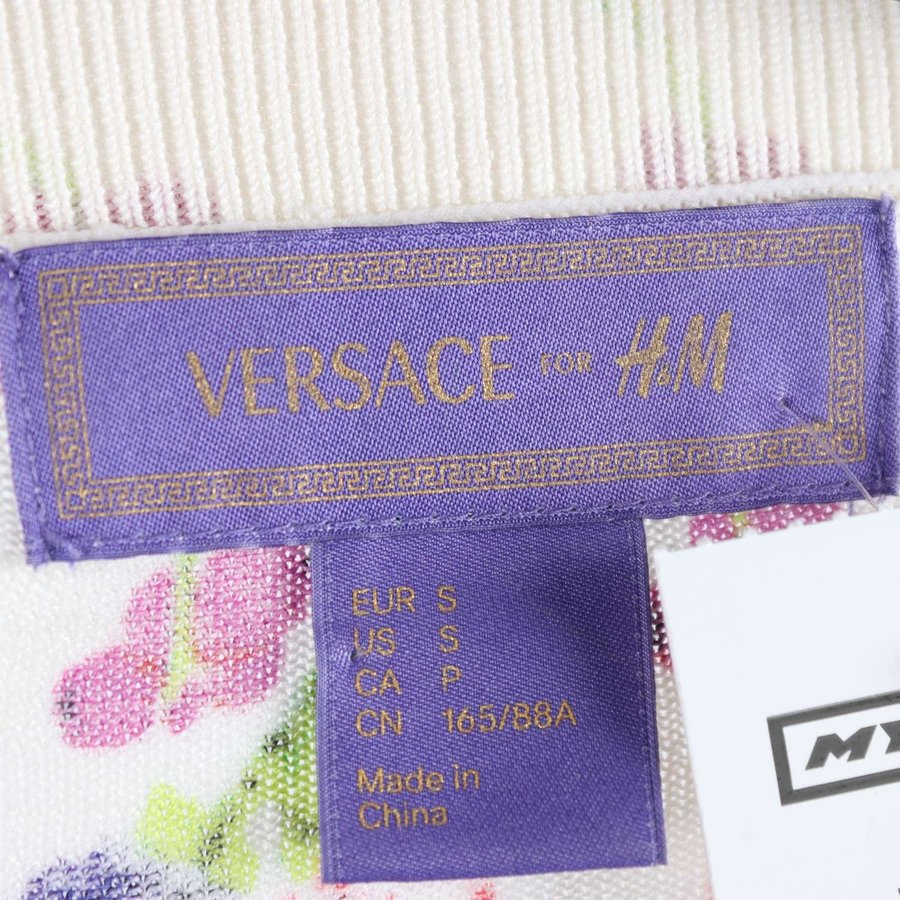 VERSACE FOR H&M
EUR S
US S
CA P
CN 165/88A
Made in
China